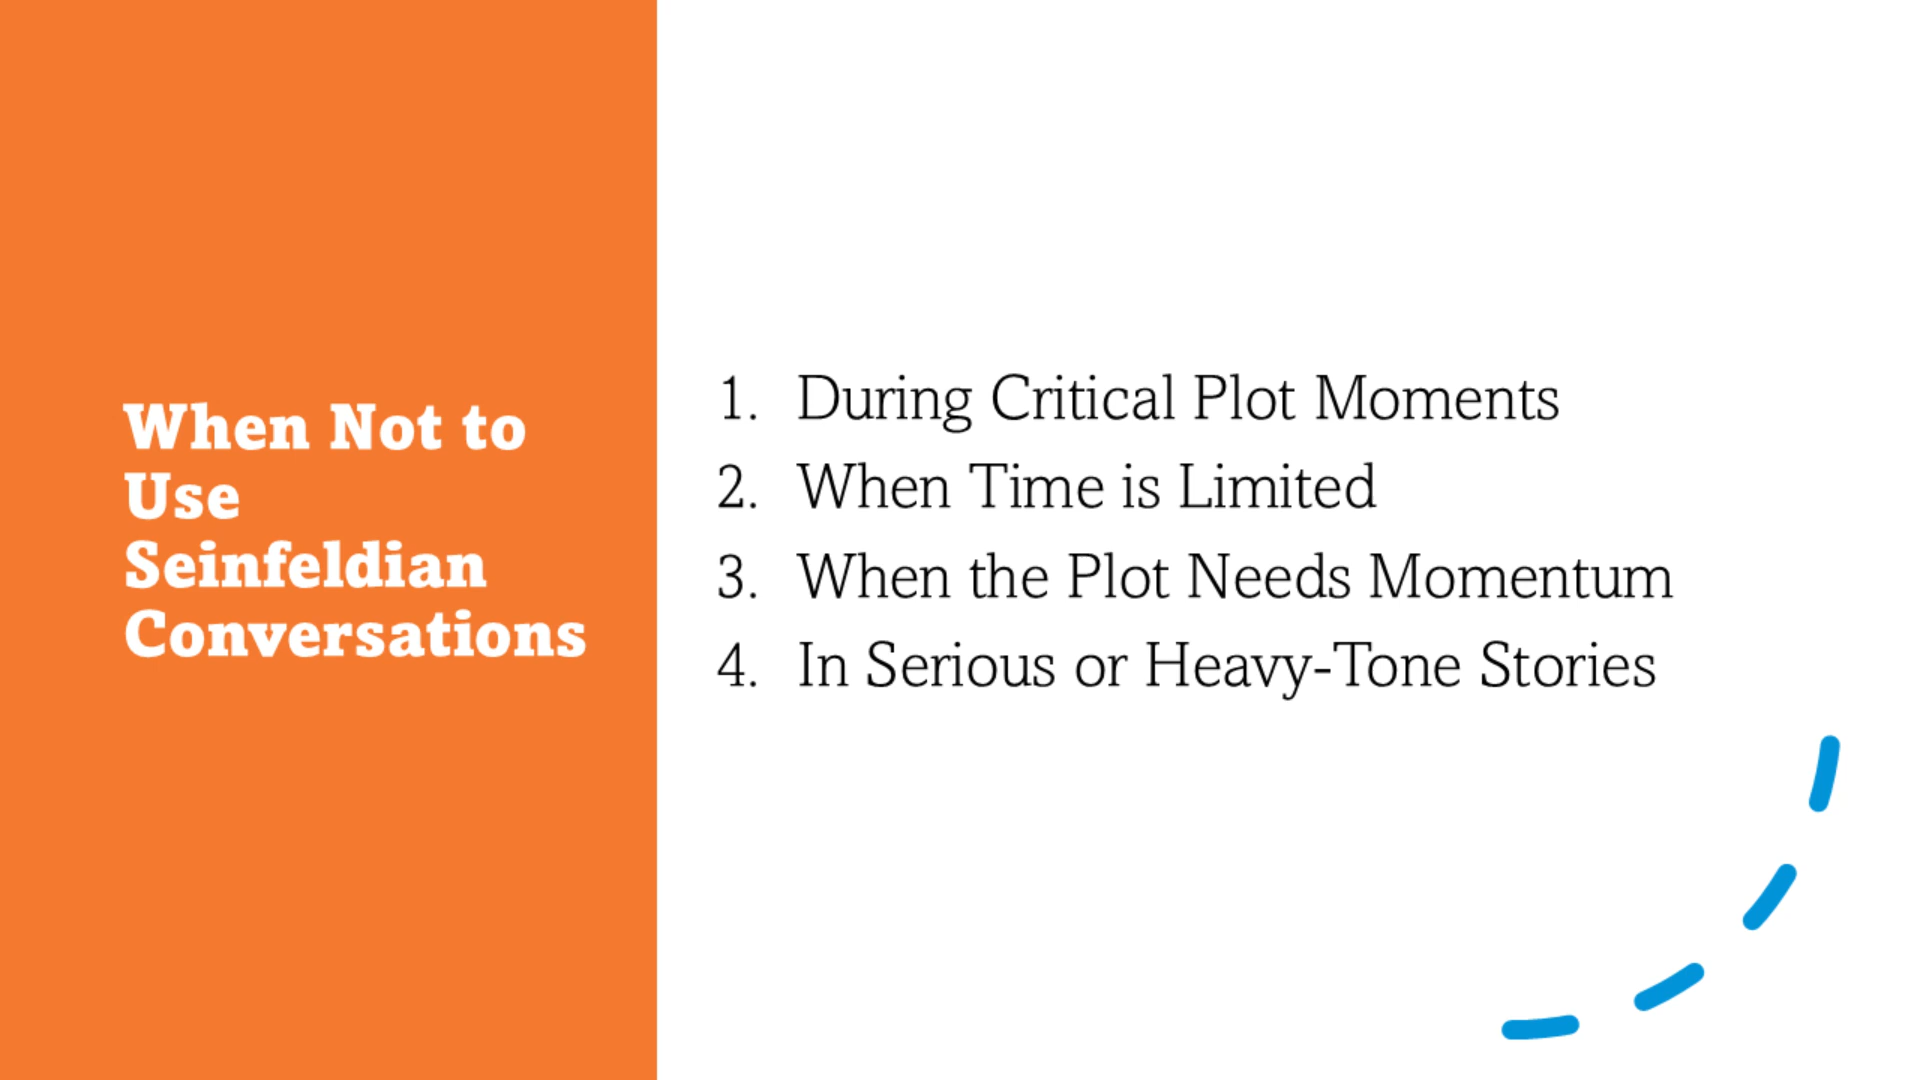 When Not to
Use
Seinfeldian
Conversations
1. During Critical Plot Moments
2. When Time is Limited
3. When the Plot Needs Momentum
4. In Serious or Heavy-Tone Stories